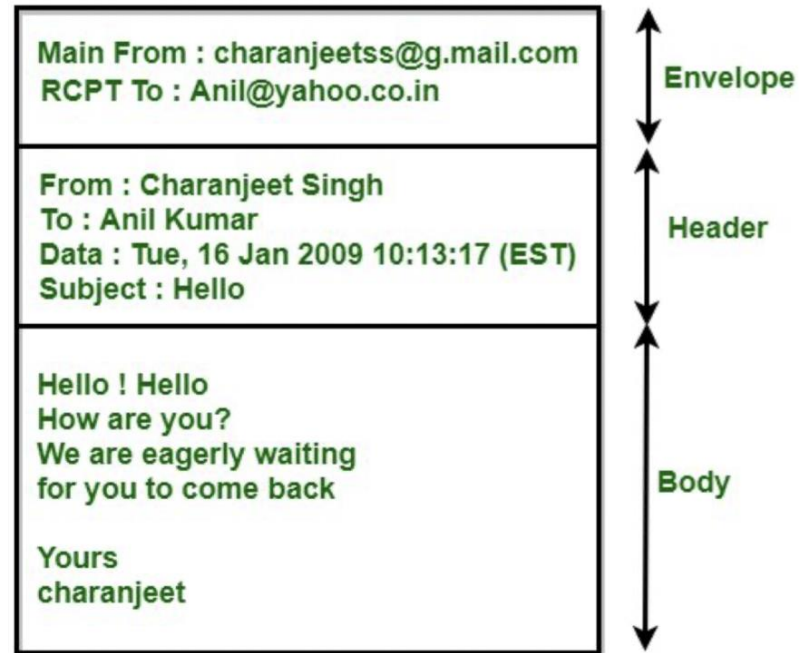 Main From : charanjeetss@g.mail.com
RCPT To : Anil@yahoo.co.in
Envelope
From : Charanjeet Singh
To : Anil Kumar
Data : Tue, 16 Jan 2009 10:13:17 (EST)
Subject : Hello
Header
Hello ! Hello
How are you?
We are eagerly waiting
for you to come back
Yours
charanjeet
Body